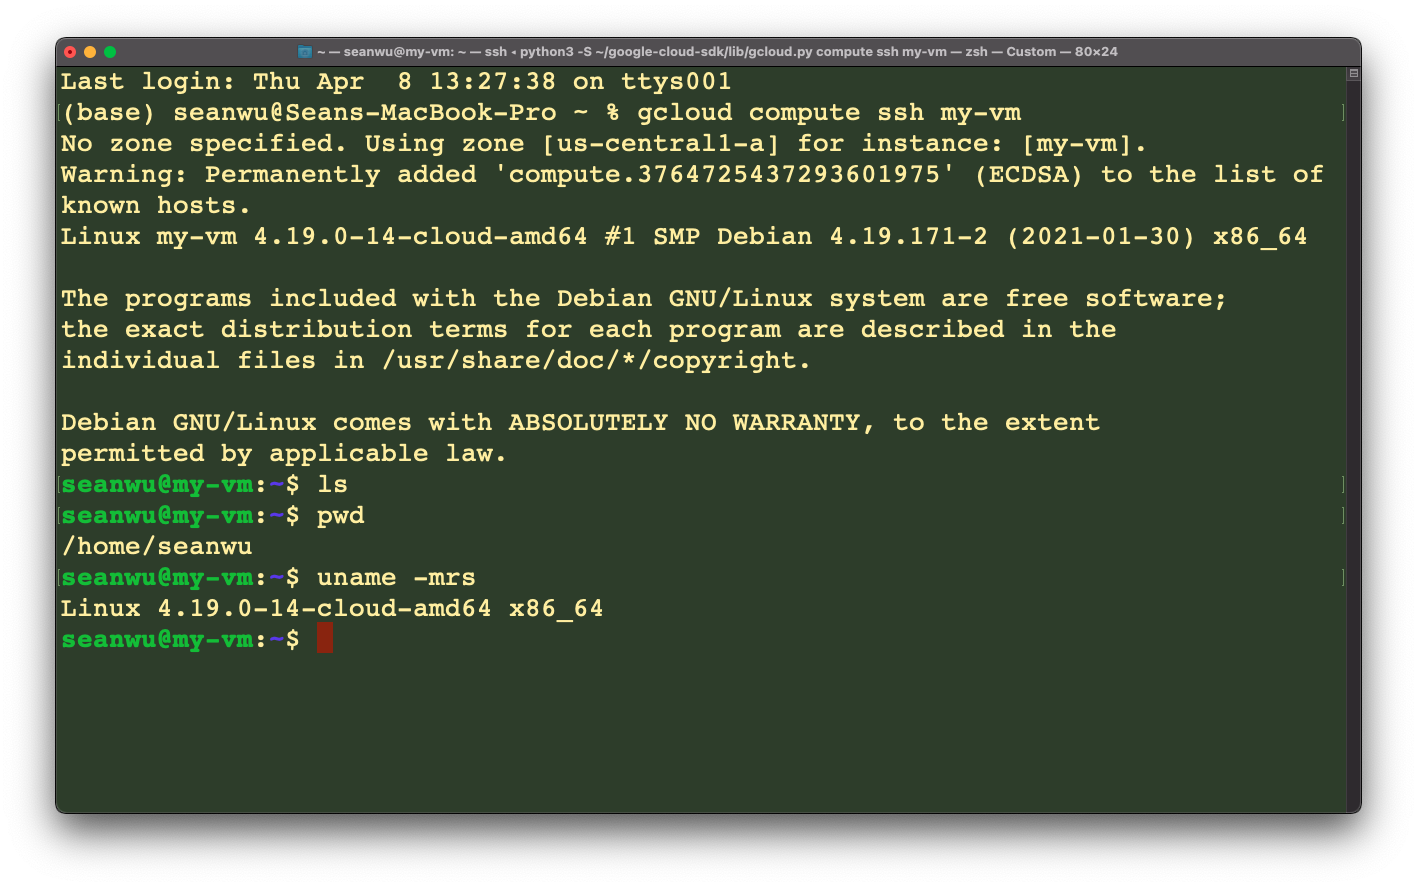 ~ — seanwu@my-vm: ~ — ssh ◂ python3 -S ~/google-cloud-sdk/lib/gcloud.py compute ssh my-vm — zsh — Custom — 80×24
Last login: Thu Apr  8 13:27:38 on ttys001
(base) seanwu@Seans-MacBook-Pro ~ % gcloud compute ssh my-vm
No zone specified. Using zone [us-central1-a] for instance: [my-vm].
Warning: Permanently added 'compute.3764725437293601975' (ECDSA) to the list of
known hosts.
Linux my-vm 4.19.0-14-cloud-amd64 #1 SMP Debian 4.19.171-2 (2021-01-30) x86_64
The programs included with the Debian GNU/Linux system are free software;
the exact distribution terms for each program are described in the
individual files in /usr/share/doc/*/copyright.
Debian GNU/Linux comes with ABSOLUTELY NO WARRANTY, to the extent
permitted by applicable law.
seanwu@my-vm:~$ ls
seanwu@my-vm:~$ pwd
/home/seanwu
seanwu@my-vm:~$ uname -mrs
Linux 4.19.0-14-cloud-amd64 x86_64
seanwu@my-vm:~$